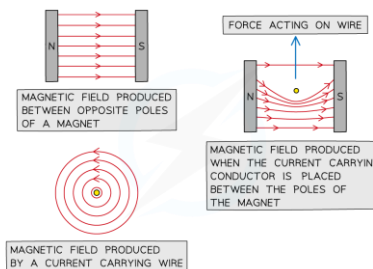 N
S
MAGNETIC FIELD PRODUCED
BETWEEN OPPOSITE POLES
OF A MAGNET
FORCE ACTING ON WIRE
N
S
MAGNETIC FIELD PRODUCED
WHEN THE CURRENT CARRYIN
CONDUCTOR IS PLACED
BETWEEN THE POLES OF
THE MAGNET
MAGNETIC FIELD PRODUCED
BY A CURRENT CARRYING WIRE